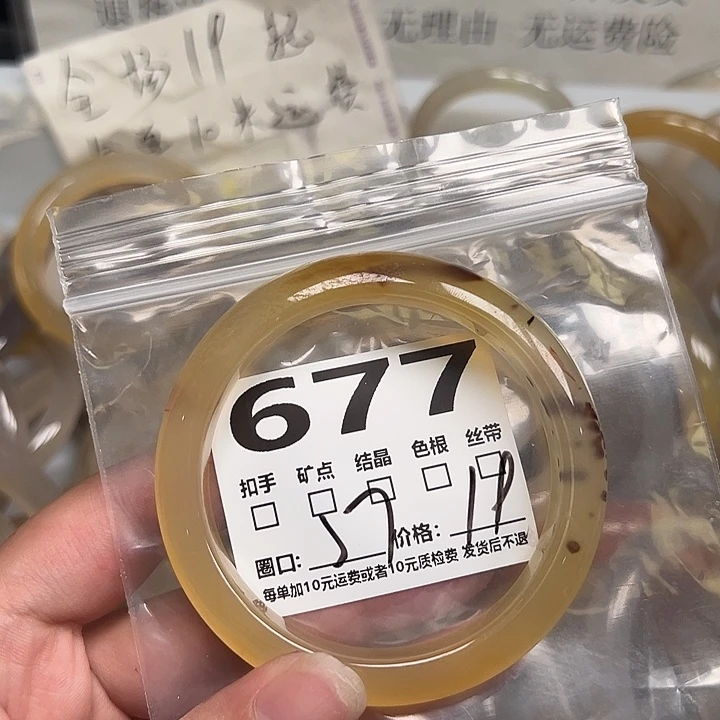 无理由 无运费险
全场19起
677
扣手 矿点 结晶 色根 丝带
圈口: 57 价格: 19
每单加10元运费或者10元质检费 发货后不退